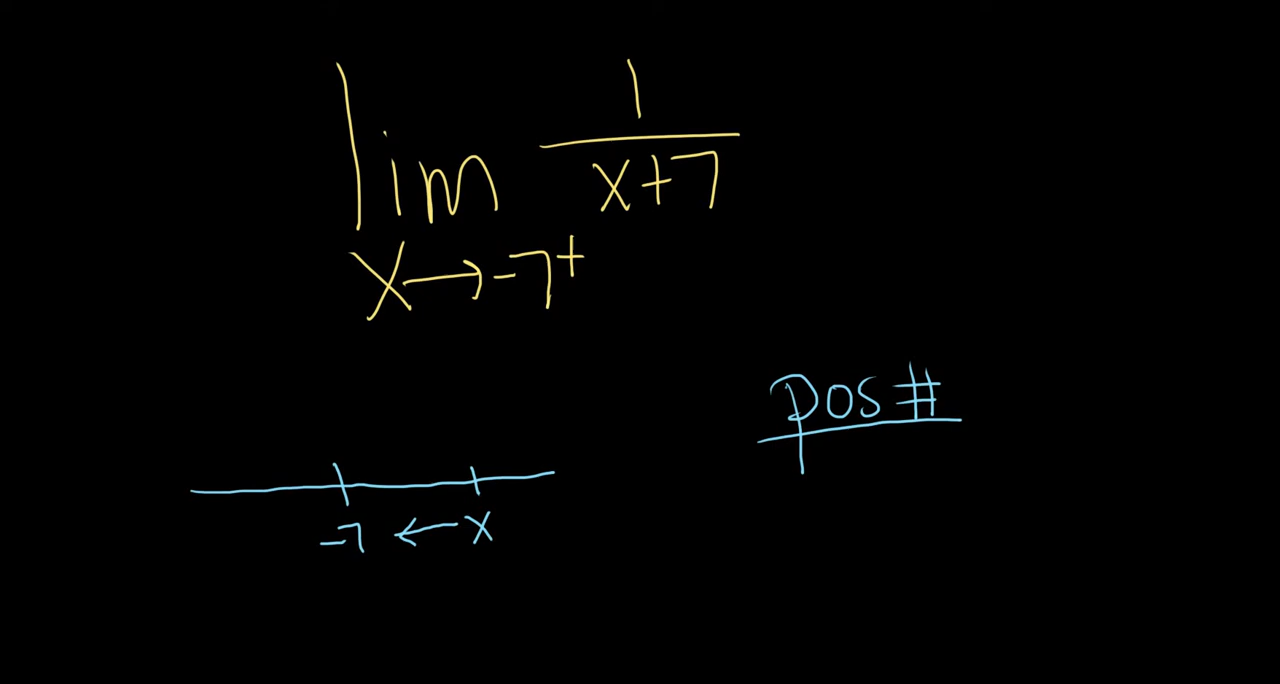 lim 1/(x+7)
x→-7⁺
pos #
-7 ← x